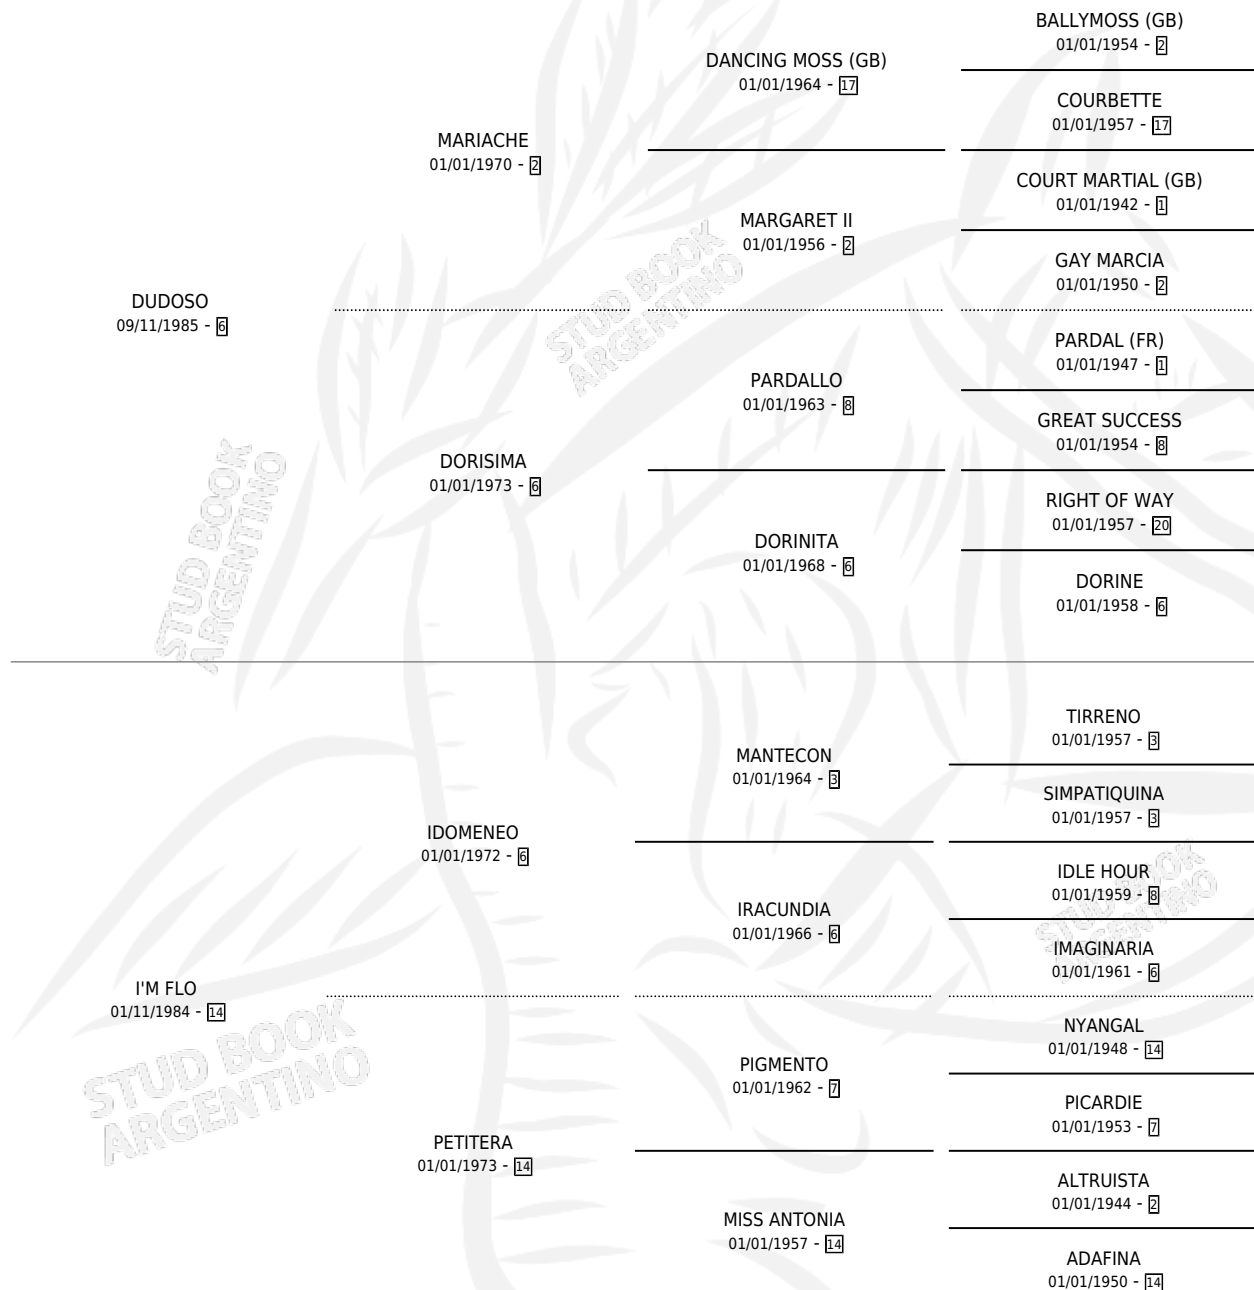 BALLYMOSS (GB)
01/01/1954 - 2
DANCING MOSS (GB)
01/01/1964 - 17
COURBETTE
01/01/1957 - 17
MARIACHE
01/01/1970 - 2
COURT MARTIAL (GB)
01/01/1942 - 1
MARGARET II
01/01/1956 - 2
GAY MARCIA
01/01/1950 - 2
DUDOSO
09/11/1985 - 6
STUD BOOK
ARGENTINO
PARDAL (FR)
01/01/1947 - 1
PARDALLO
01/01/1963 - 8
GREAT SUCCESS
01/01/1954 - 8
DORISIMA
01/01/1973 - 6
RIGHT OF WAY
01/01/1957 - 20
DORINITA
01/01/1968 - 6
DORINE
01/01/1958 - 6
STUD BOOK
ARGENTINO
TIRRENO
01/01/1957 - 3
MANTECON
01/01/1964 - 3
SIMPATIQUINA
01/01/1957 - 3
IDOMENEO
01/01/1972 - 6
IDLE HOUR
01/01/1959 - 8
IRACUNDIA
01/01/1966 - 6
IMAGINARIA
01/01/1961 - 6
STUD BOOK
ARGENTINO
I'M FLO
01/11/1984 - 14
NYANGAL
01/01/1948 - 14
PIGMENTO
01/01/1962 - 7
PICARDIE
01/01/1953 - 7
STUD BOOK
ARGENTINO
PETITERA
01/01/1973 - 14
ALTRUISTA
01/01/1944 - 2
MISS ANTONIA
01/01/1957 - 14
ADAFINA
01/01/1950 - 14